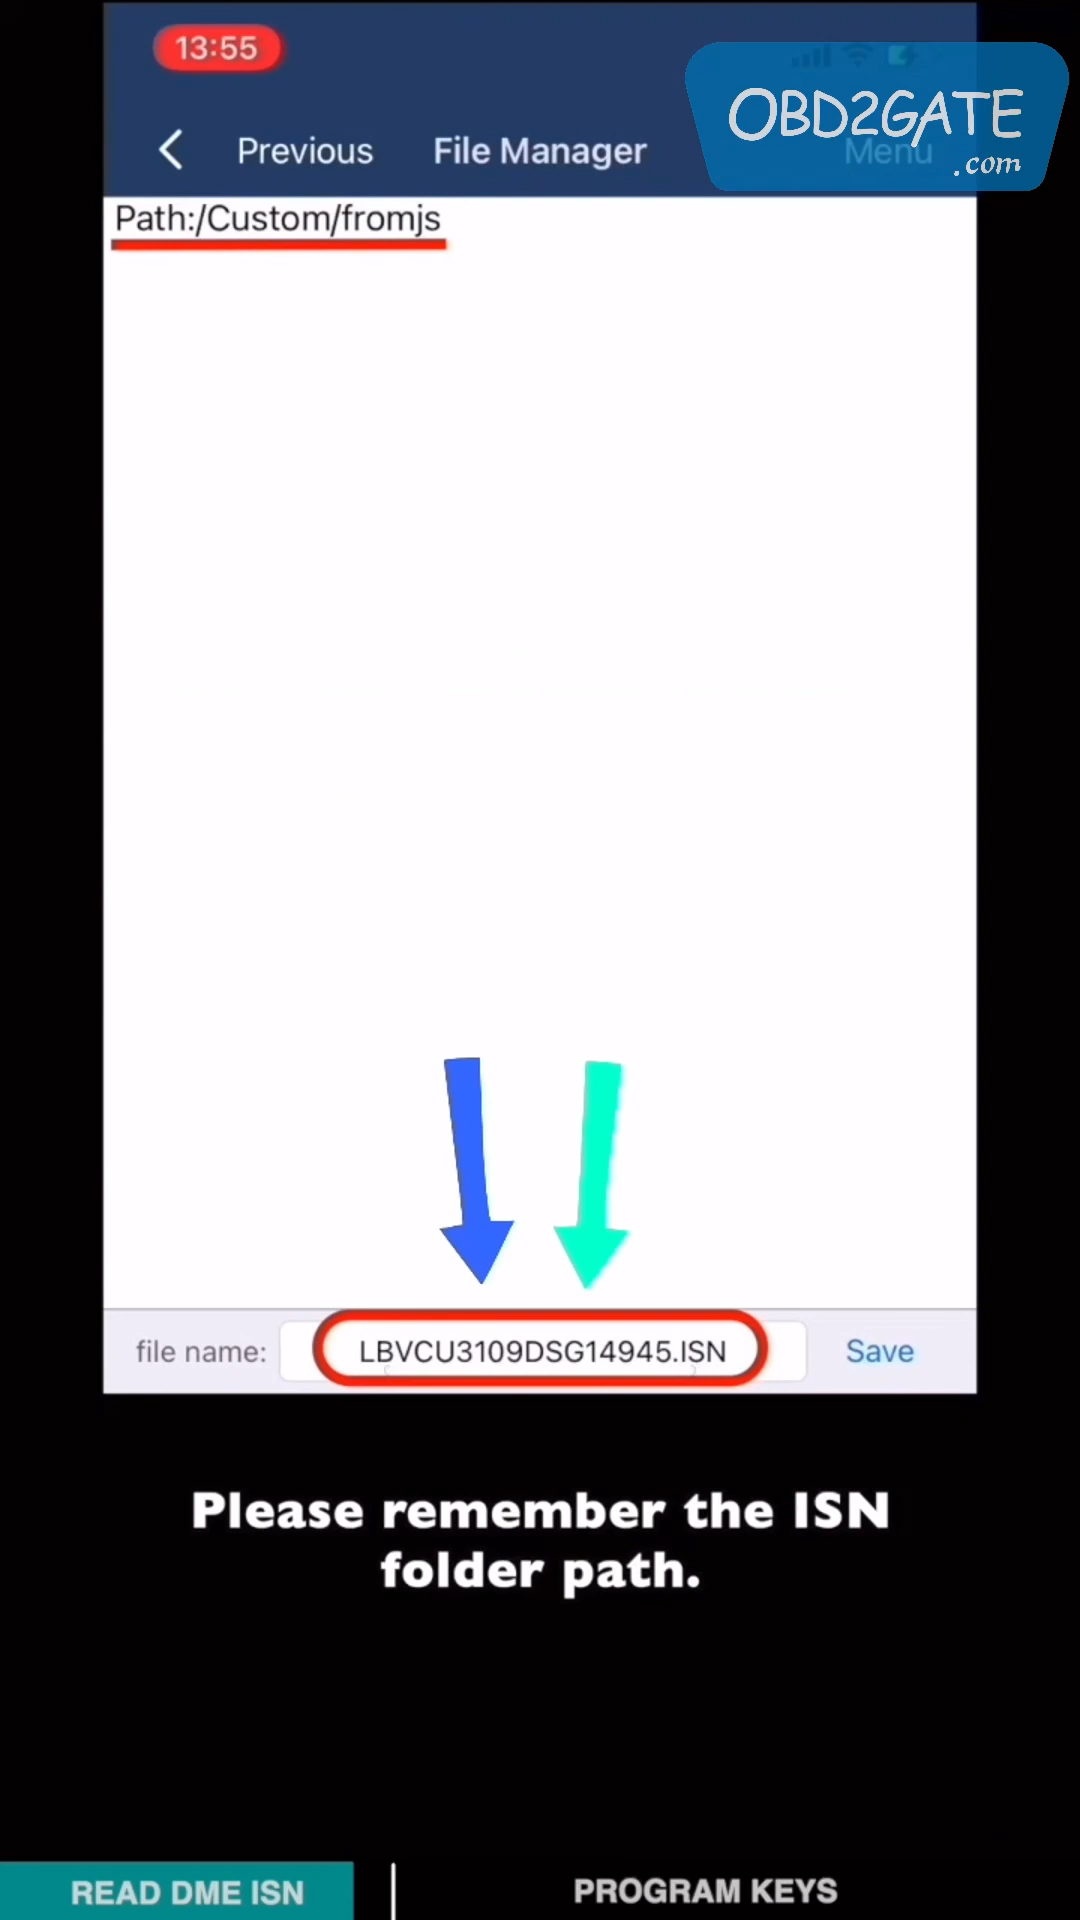 13:55
OBD2GATE
.com
Previous
File Manager
Menu
Path:/Custom/fromjs
file name:
LBVCU3109DSG14945.ISN
Save
Please remember the ISN
folder path.
READ DME ISN
PROGRAM KEYS